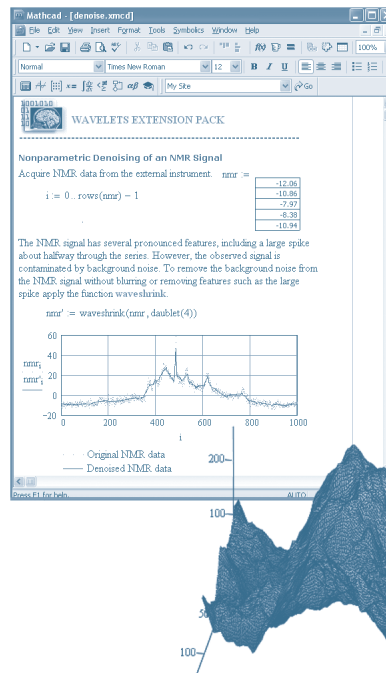 Mathcad - [denoise.xmcd]
File Edit View Insert Format Tools Symbolics Window Help
100%
Normal Times New Roman 12 B I U
My Site Go
WAVELETS EXTENSION PACK
Nonparametric Denoising of an NMR Signal
Acquire NMR data from the external instrument. nmr :=
-12.06
-10.86
-7.97
-8.38
-10.94
i := 0 .. rows(nmr) − 1
The NMR signal has several pronounced features, including a large spike
about halfway through the series. However, the observed signal is
contaminated by background noise. To remove the background noise from
the NMR signal without blurring or removing features such as the large
spike apply the function waveshrink.
nmr' := waveshrink(nmr, daublet(4))
60
40
nmr i
nmr' i 20
0
−20
0 200 400 600 800 1000
i
Original NMR data
Denoised NMR data
Press F1 for help. AUTO
200
100
50
100